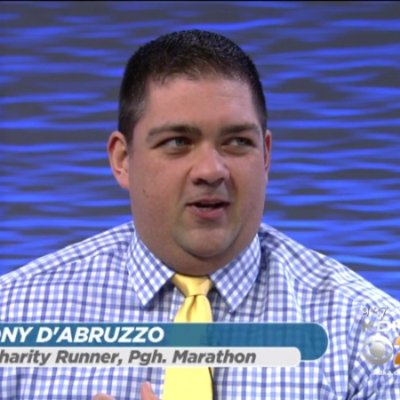 ONY D'ABRUZZO
harity Runner, Pgh. Marathon